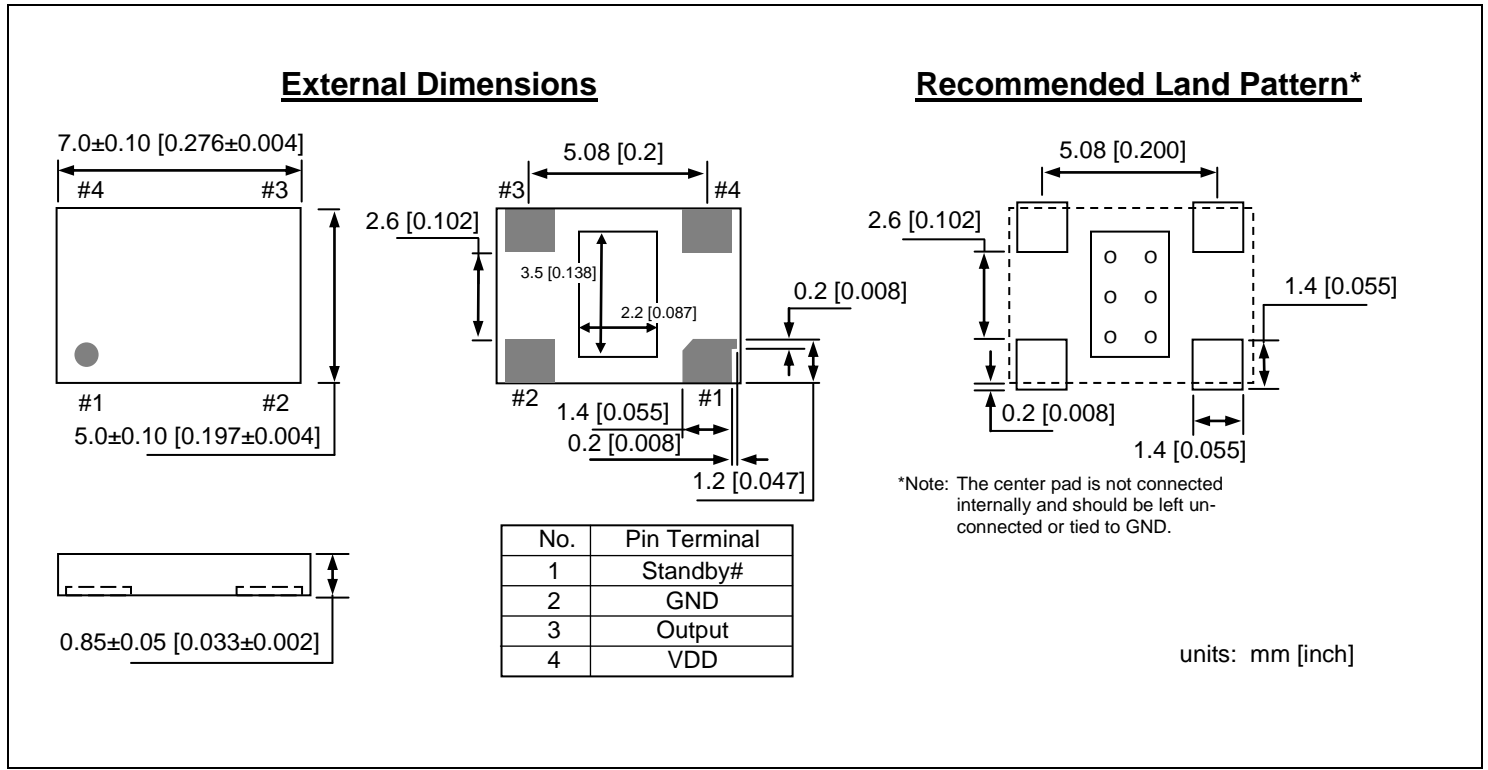 External Dimensions
7.0±0.10 [0.276±0.004]
#4
#3
#1
#2
5.0±0.10 [0.197±0.004]
0.85±0.05 [0.033±0.002]
5.08 [0.2]
#3
#4
2.6 [0.102]
3.5 [0.138]
2.2 [0.087]
0.2 [0.008]
#2
#1
1.4 [0.055]
0.2 [0.008]
1.2 [0.047]
No. Pin Terminal
1 Standby#
2 GND
3 Output
4 VDD
Recommended Land Pattern*
5.08 [0.200]
2.6 [0.102]
1.4 [0.055]
0.2 [0.008]
1.4 [0.055]
*Note: The center pad is not connected
internally and should be left un-
connected or tied to GND.
units: mm [inch]